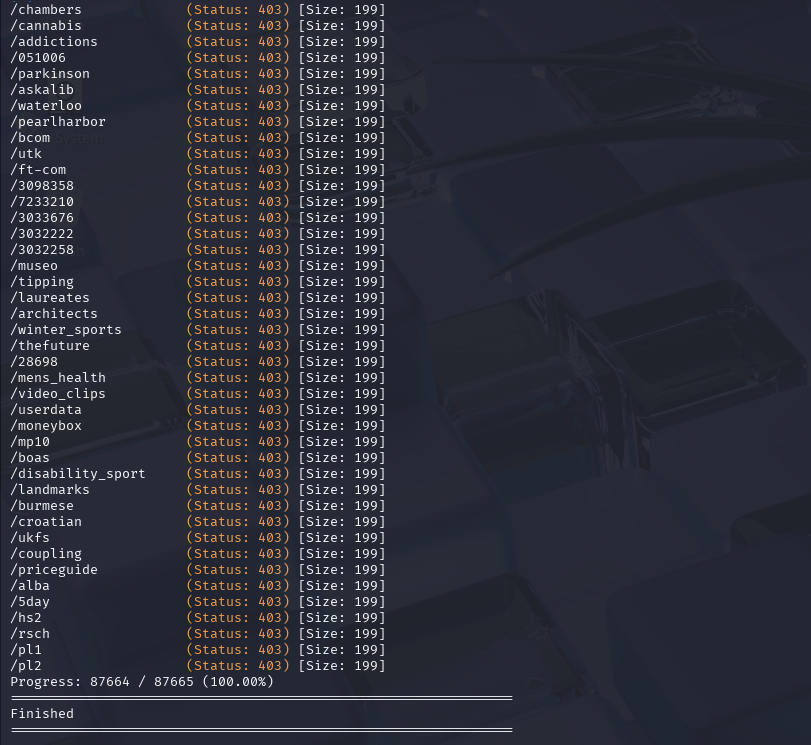 /chambers (Status: 403) [Size: 199]
/cannabis (Status: 403) [Size: 199]
/addictions (Status: 403) [Size: 199]
/051006 (Status: 403) [Size: 199]
/parkinson (Status: 403) [Size: 199]
/askalib (Status: 403) [Size: 199]
/waterloo (Status: 403) [Size: 199]
/pearlharbor (Status: 403) [Size: 199]
/bcom (Status: 403) [Size: 199]
/utk (Status: 403) [Size: 199]
/ft-com (Status: 403) [Size: 199]
/3098358 (Status: 403) [Size: 199]
/7233210 (Status: 403) [Size: 199]
/3033676 (Status: 403) [Size: 199]
/3032222 (Status: 403) [Size: 199]
/3032258 (Status: 403) [Size: 199]
/museo (Status: 403) [Size: 199]
/tipping (Status: 403) [Size: 199]
/laureates (Status: 403) [Size: 199]
/architects (Status: 403) [Size: 199]
/winter_sports (Status: 403) [Size: 199]
/thefuture (Status: 403) [Size: 199]
/28698 (Status: 403) [Size: 199]
/mens_health (Status: 403) [Size: 199]
/video_clips (Status: 403) [Size: 199]
/userdata (Status: 403) [Size: 199]
/moneybox (Status: 403) [Size: 199]
/mp10 (Status: 403) [Size: 199]
/boas (Status: 403) [Size: 199]
/disability_sport (Status: 403) [Size: 199]
/landmarks (Status: 403) [Size: 199]
/burmese (Status: 403) [Size: 199]
/croatian (Status: 403) [Size: 199]
/ukfs (Status: 403) [Size: 199]
/coupling (Status: 403) [Size: 199]
/priceguide (Status: 403) [Size: 199]
/alba (Status: 403) [Size: 199]
/5day (Status: 403) [Size: 199]
/hs2 (Status: 403) [Size: 199]
/rsch (Status: 403) [Size: 199]
/pl1 (Status: 403) [Size: 199]
/pl2 (Status: 403) [Size: 199]
Progress: 87664 / 87665 (100.00%)
Finished